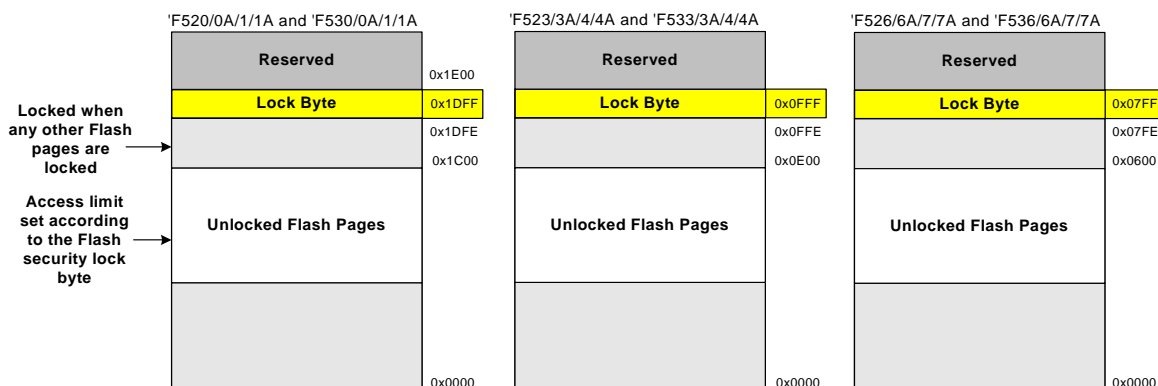 'F520/0A/1/1A and 'F530/0A/1/1A
Reserved
0x1E00
Lock Byte
0x1DFF
0x1DFE
0x1C00
Unlocked Flash Pages
0x0000
Locked when
any other Flash
pages are
locked
Access limit
set according
to the Flash
security lock
byte
'F523/3A/4/4A and 'F533/3A/4/4A
Reserved
Lock Byte
0x0FFF
0x0FFE
0x0E00
Unlocked Flash Pages
0x0000
'F526/6A/7/7A and 'F536/6A/7/7A
Reserved
Lock Byte
0x07FF
0x07FE
0x0600
Unlocked Flash Pages
0x0000